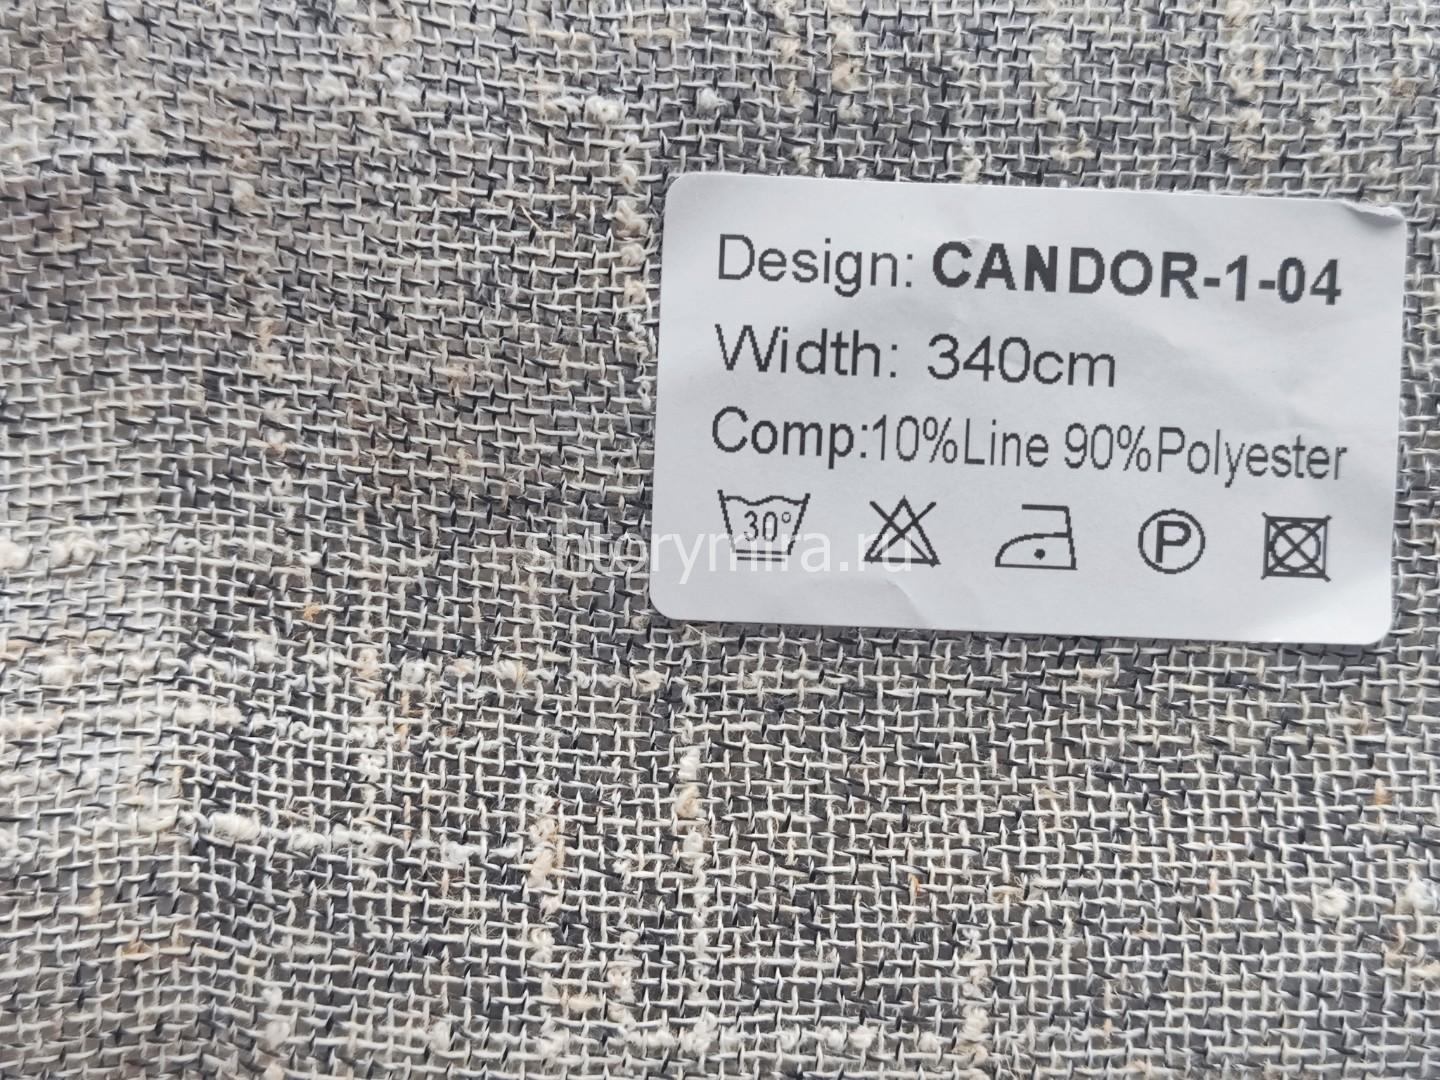 Design: CANDOR-1-04
Width: 340cm
Comp:10%Line 90%Polyester
30° P
shtorymira.ru